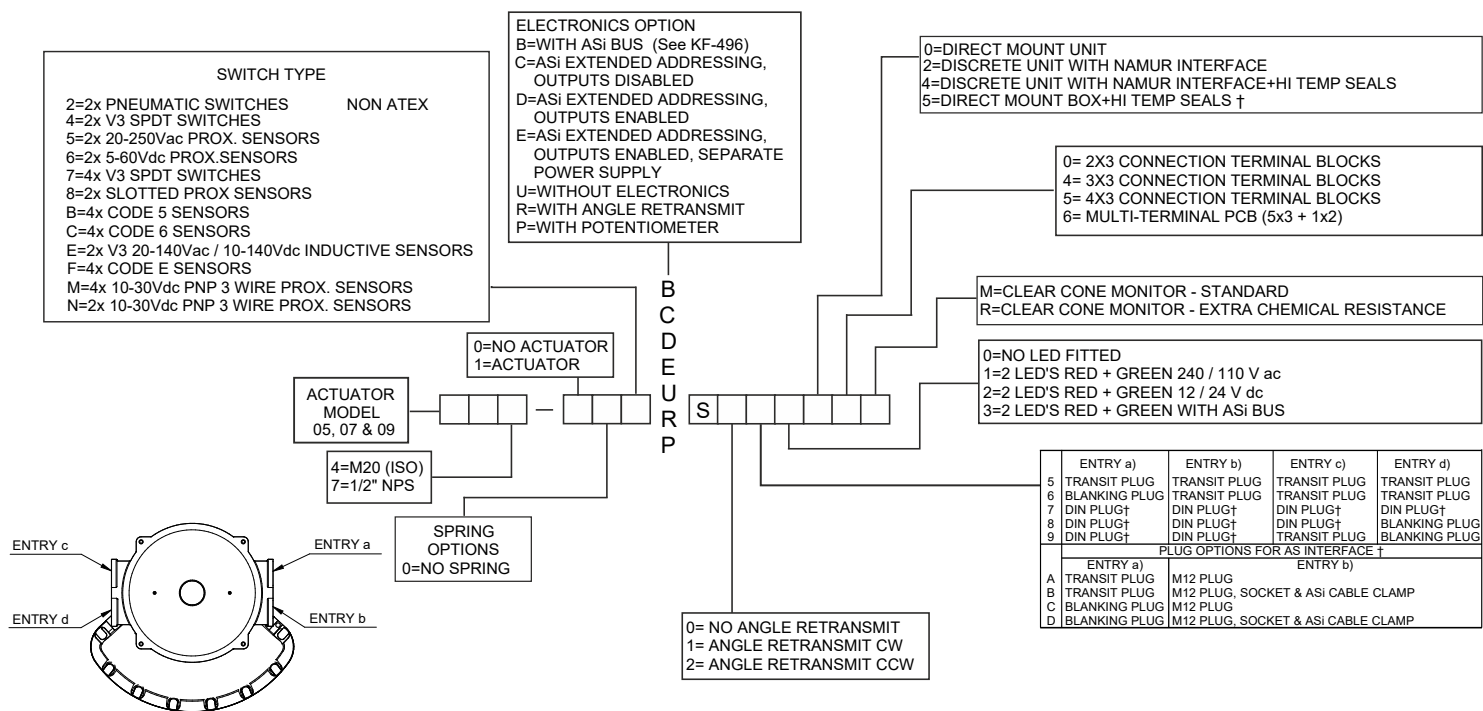 SWITCH TYPE
2=2x PNEUMATIC SWITCHES NON ATEX
4=2x V3 SPDT SWITCHES
5=2x 20-250Vac PROX. SENSORS
6=2x 5-60Vdc PROX.SENSORS
7=4x V3 SPDT SWITCHES
8=2x SLOTTED PROX SENSORS
B=4x CODE 5 SENSORS
C=4x CODE 6 SENSORS
E=2x V3 20-140Vac / 10-140Vdc INDUCTIVE SENSORS
F=4x CODE E SENSORS
M=4x 10-30Vdc PNP 3 WIRE PROX. SENSORS
N=2x 10-30Vdc PNP 3 WIRE PROX. SENSORS
ELECTRONICS OPTION
B=WITH ASi BUS (See KF-496)
C=ASi EXTENDED ADDRESSING,
OUTPUTS DISABLED
D=ASi EXTENDED ADDRESSING,
OUTPUTS ENABLED
E=ASi EXTENDED ADDRESSING,
OUTPUTS ENABLED, SEPARATE
POWER SUPPLY
U=WITHOUT ELECTRONICS
R=WITH ANGLE RETRANSMIT
P=WITH POTENTIOMETER
0=DIRECT MOUNT UNIT
2=DISCRETE UNIT WITH NAMUR INTERFACE
4=DISCRETE UNIT WITH NAMUR INTERFACE+HI TEMP SEALS
5=DIRECT MOUNT BOX+HI TEMP SEALS †
0= 2X3 CONNECTION TERMINAL BLOCKS
4= 3X3 CONNECTION TERMINAL BLOCKS
5= 4X3 CONNECTION TERMINAL BLOCKS
6= MULTI-TERMINAL PCB (5x3 + 1x2)
M=CLEAR CONE MONITOR - STANDARD
R=CLEAR CONE MONITOR - EXTRA CHEMICAL RESISTANCE
0=NO LED FITTED
1=2 LED'S RED + GREEN 240 / 110 V ac
2=2 LED'S RED + GREEN 12 / 24 V dc
3=2 LED'S RED + GREEN WITH ASi BUS
0=NO ACTUATOR
1=ACTUATOR
ACTUATOR
MODEL
05, 07 & 09
–
B
C
D
E
U
R
P
S
4=M20 (ISO)
7=1/2" NPS
SPRING
OPTIONS
0=NO SPRING
0= NO ANGLE RETRANSMIT
1= ANGLE RETRANSMIT CW
2= ANGLE RETRANSMIT CCW
ENTRY a) ENTRY b) ENTRY c) ENTRY d)
5 TRANSIT PLUG TRANSIT PLUG TRANSIT PLUG TRANSIT PLUG
6 BLANKING PLUG TRANSIT PLUG TRANSIT PLUG TRANSIT PLUG
7 DIN PLUG† DIN PLUG† DIN PLUG† DIN PLUG†
8 DIN PLUG† DIN PLUG† DIN PLUG† BLANKING PLUG
9 DIN PLUG† DIN PLUG† TRANSIT PLUG BLANKING PLUG
PLUG OPTIONS FOR AS INTERFACE †
ENTRY a) ENTRY b)
A TRANSIT PLUG M12 PLUG
B TRANSIT PLUG M12 PLUG, SOCKET & ASi CABLE CLAMP
C BLANKING PLUG M12 PLUG
D BLANKING PLUG M12 PLUG, SOCKET & ASi CABLE CLAMP
ENTRY c
ENTRY a
ENTRY d
ENTRY b